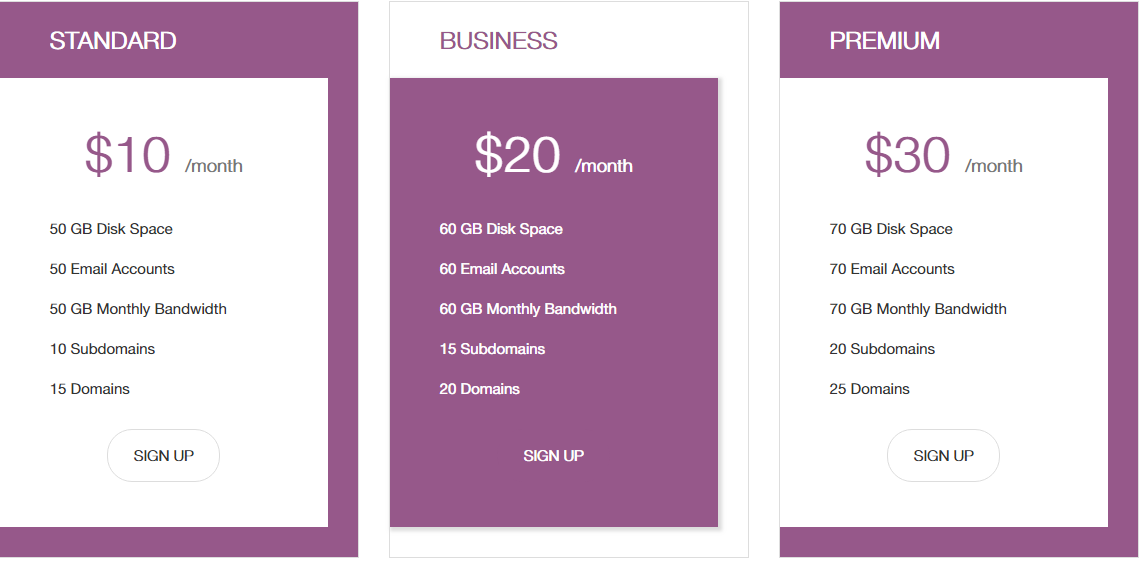 STANDARD
$10 /month
50 GB Disk Space
50 Email Accounts
50 GB Monthly Bandwidth
10 Subdomains
15 Domains
SIGN UP
BUSINESS
$20 /month
60 GB Disk Space
60 Email Accounts
60 GB Monthly Bandwidth
15 Subdomains
20 Domains
SIGN UP
PREMIUM
$30 /month
70 GB Disk Space
70 Email Accounts
70 GB Monthly Bandwidth
20 Subdomains
25 Domains
SIGN UP